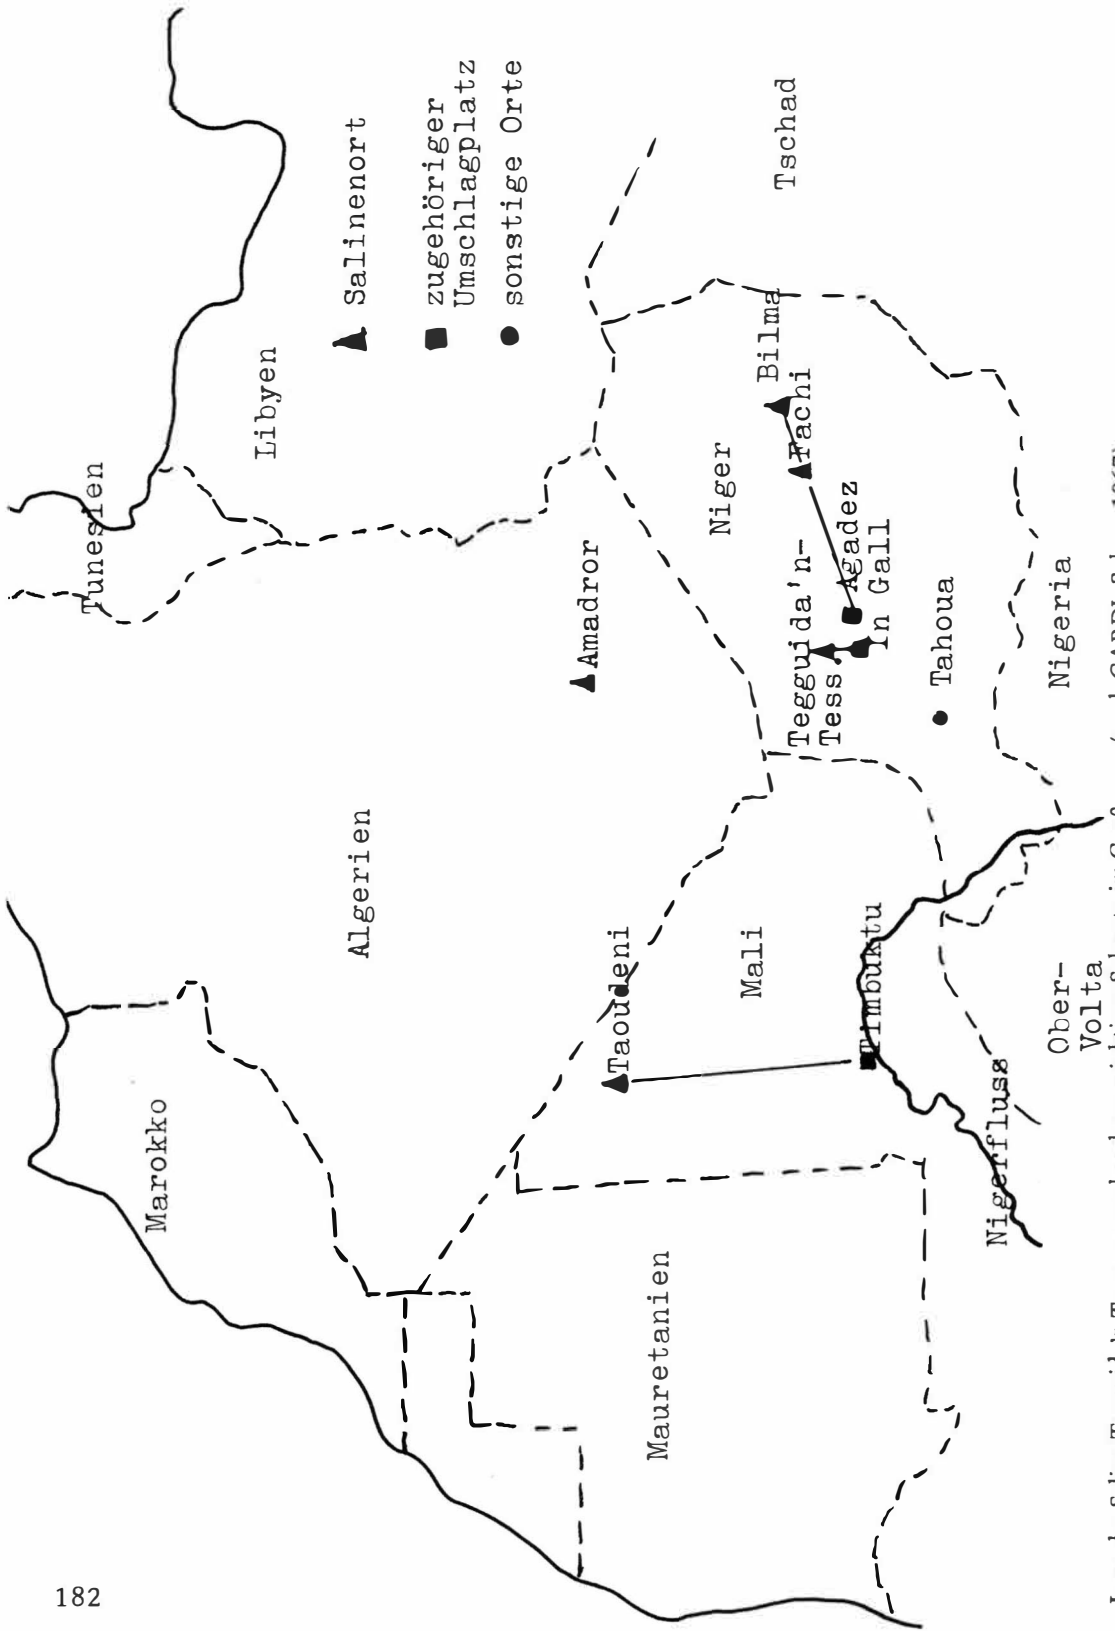 182
Tunesien
Libyen
Marokko
Algerien
▲ Salinenort
■ zugehöriger
Umschlagplatz
● sonstige Orte
Amadror
Taoudeni
Mauretanien
Mali
Niger
Bilma
Fachi
Tegguida'n-
Tess.
Agadez
In Gall
Tschad
Timbuktu
Tahoua
Nigerfluss
Ober-
Volta
Nigeria